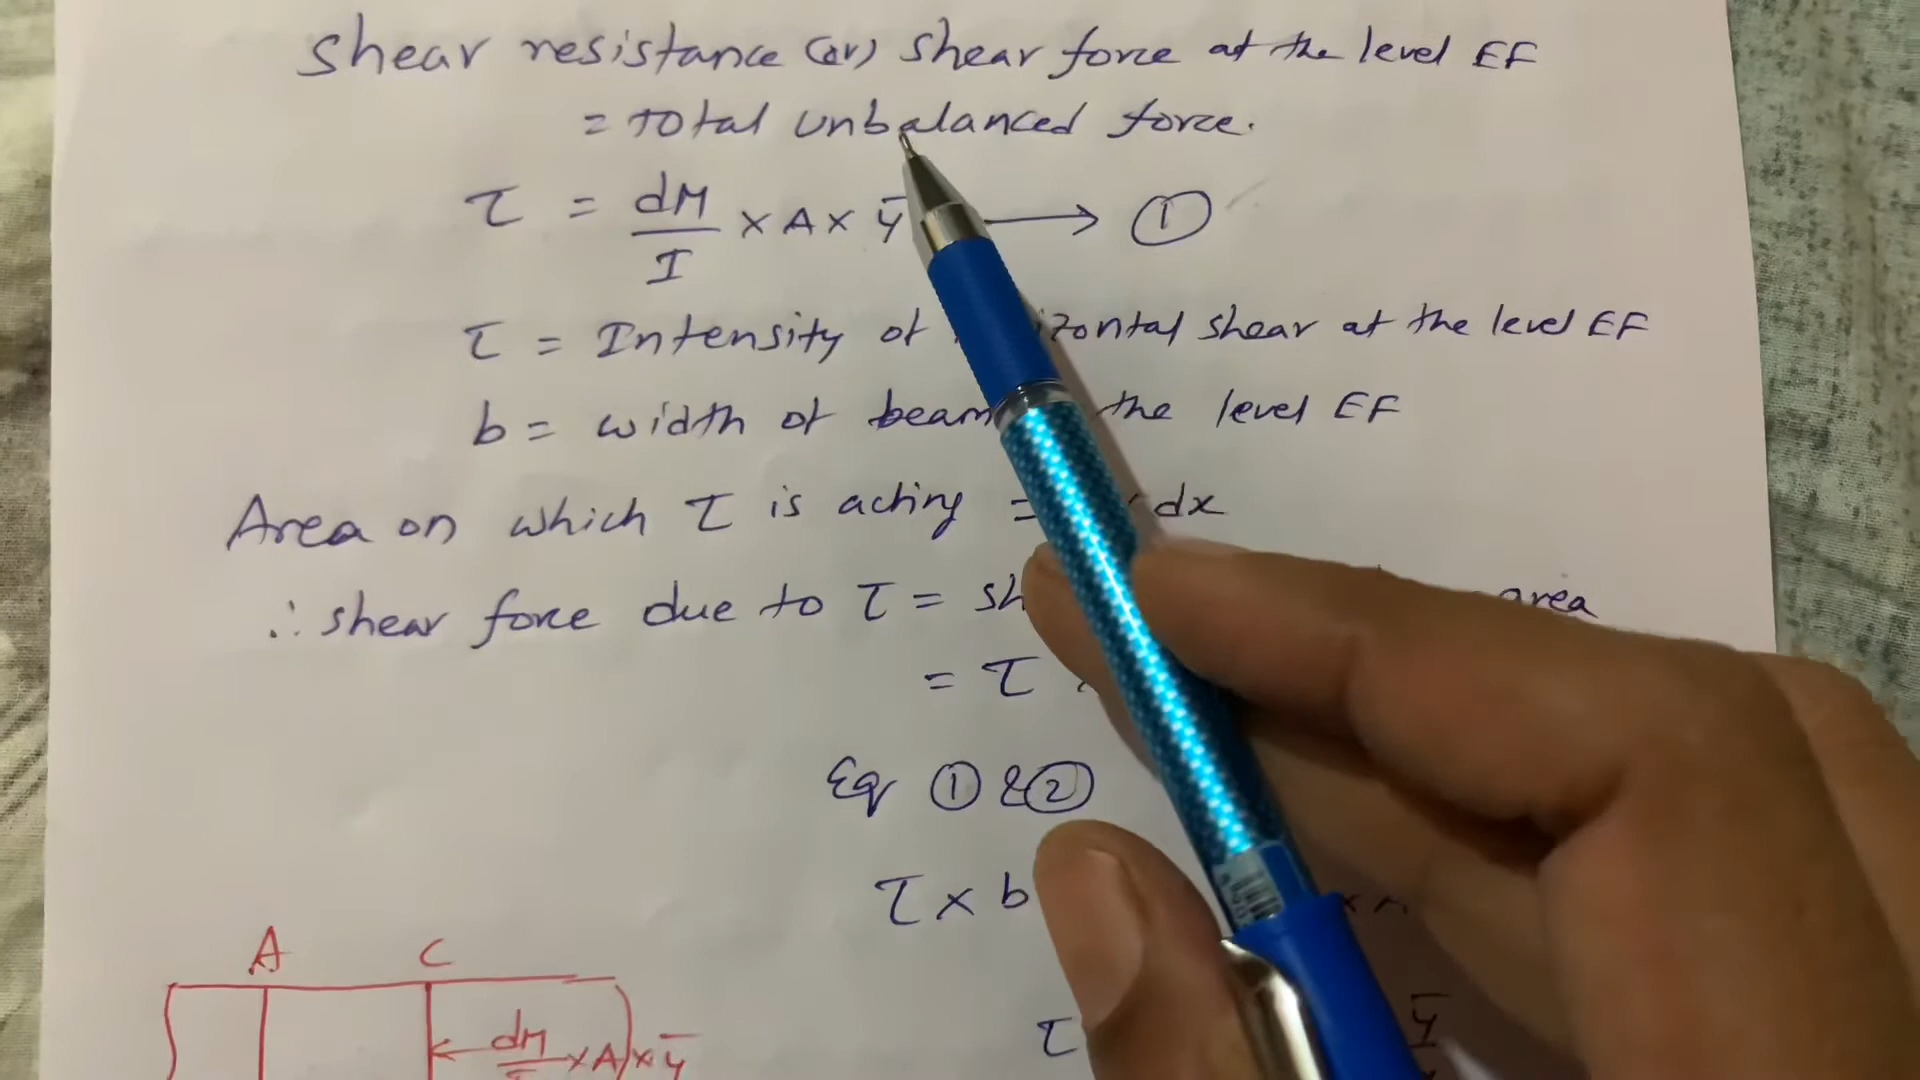 Shear resistance (or) Shear force at the level EF
= Total unbalanced force.
τ = dM/I × A × ȳ → ①
τ = Intensity of shear at the level EF
b = width of beam the level EF
Area on which τ is acting = dx
∴ shear force due to τ = area
= τ
Eq ① & ②
τ × b
τ ȳ
A C
dM × A × ȳ